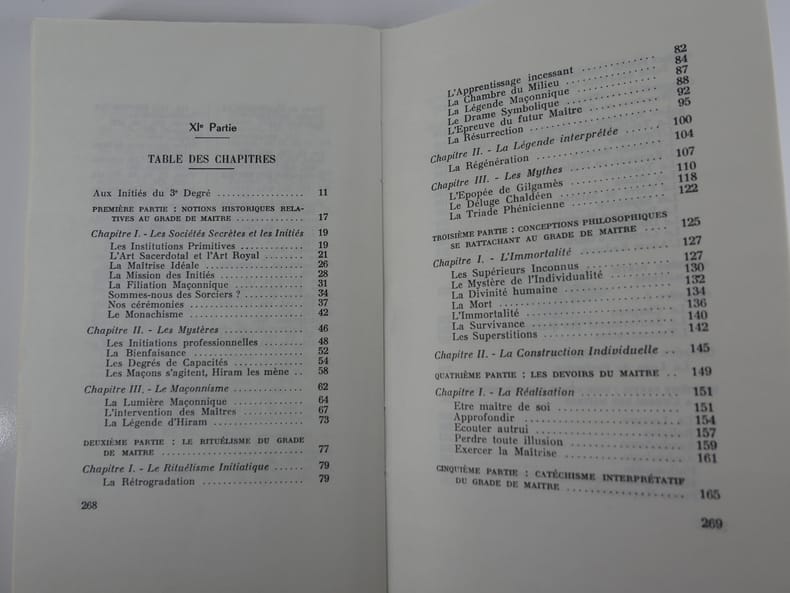 XIe Partie
TABLE DES CHAPITRES
Aux Initiés du 3e Degré ................. 11
PREMIÈRE PARTIE : NOTIONS HISTORIQUES RELA-
TIVES AU GRADE DE MAITRE .............. 17
Chapitre I. - Les Sociétés Secrètes et les Initiés 19
Les Institutions Primitives ............. 19
L'Art Sacerdotal et l'Art Royal ........ 21
La Maîtrise Idéale ..................... 26
La Mission des Initiés ................. 28
La Filiation Maçonnique ............... 31
Sommes-nous des Sorciers ? ............ 34
Nos cérémonies ........................ 37
Le Monachisme ........................ 42
Chapitre II. - Les Mystères ................ 46
Les Initiations professionnelles ........ 48
La Bienfaisance ....................... 52
Les Degrés de Capacités ............... 54
Les Maçons s'agitent, Hiram les mène .. 58
Chapitre III. - Le Maçonnisme ............. 62
La Lumière Maçonnique ............... 64
L'intervention des Maîtres ............. 67
La Légende d'Hiram ................... 73
DEUXIÈME PARTIE : LE RITUÉLISME DU GRADE
DE MAITRE ............................ 77
Chapitre I. - Le Rituélisme Initiatique ...... 79
La Rétrogradation ..................... 79
268
L'Apprentissage incessant ............. 82
La Chambre du Milieu ................. 84
La Légende Maçonnique ............... 87
Le Drame Symbolique ................. 88
L'Epreuve du futur Maître ............. 92
La Résurrection ....................... 95
Chapitre II. - La Légende interprétée ...... 100
La Régénération ...................... 104
Chapitre III. - Les Mythes ................. 107
L'Epopée de Gilgamès ................. 110
Le Déluge Chaldéen ................... 118
La Triade Phénicienne ................. 122
TROISIÈME PARTIE : CONCEPTIONS PHILOSOPHIQUES
SE RATTACHANT AU GRADE DE MAITRE .... 125
Chapitre I. - L'Immortalité ................ 127
Les Supérieurs Inconnus ............... 127
Le Mystère de l'Individualité .......... 130
La Divinité humaine ................... 132
La Mort .............................. 134
L'Immortalité ......................... 136
La Survivance ........................ 140
Les Superstitions ..................... 142
Chapitre II. - La Construction Individuelle .. 145
QUATRIÈME PARTIE : LES DEVOIRS DU MAITRE .. 149
Chapitre I. - La Réalisation ................ 151
Etre maître de soi ..................... 151
Approfondir .......................... 154
Ecouter autrui ........................ 157
Perdre toute illusion ................... 159
Exercer la Maîtrise .................... 161
CINQUIÈME PARTIE : CATÉCHISME INTERPRÉTATIF
DU GRADE DE MAITRE .................. 165
269